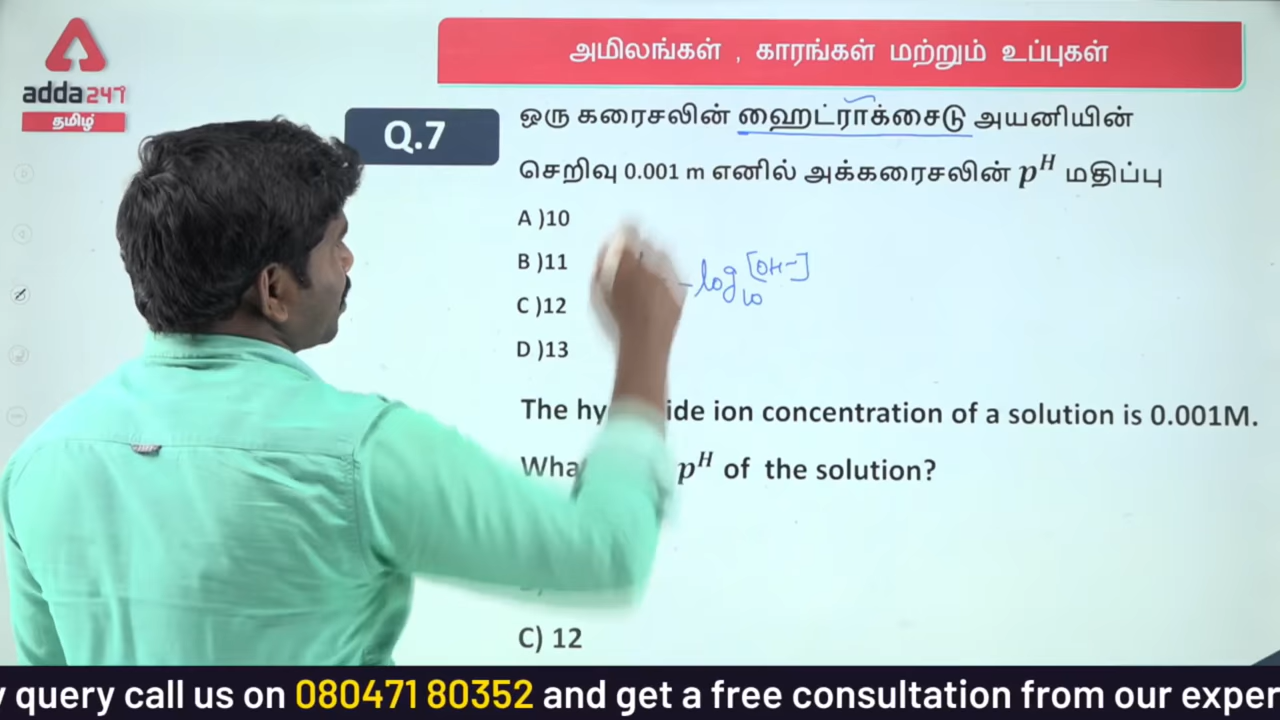 adda247
தமிழ்
அமிலங்கள் , காரங்கள் மற்றும் உப்புகள்
Q.7
ஒரு கரைசலின் ஹைட்ராக்சைடு அயனியின்
செறிவு 0.001 m எனில் அக்கரைசலின் pH மதிப்பு
A )10
B )11
C )12
D )13
-log10 [OH-]
The hy ide ion concentration of a solution is 0.001M.
pH of the solution?
C) 12
query call us on 080471 80352 and get a free consultation from our